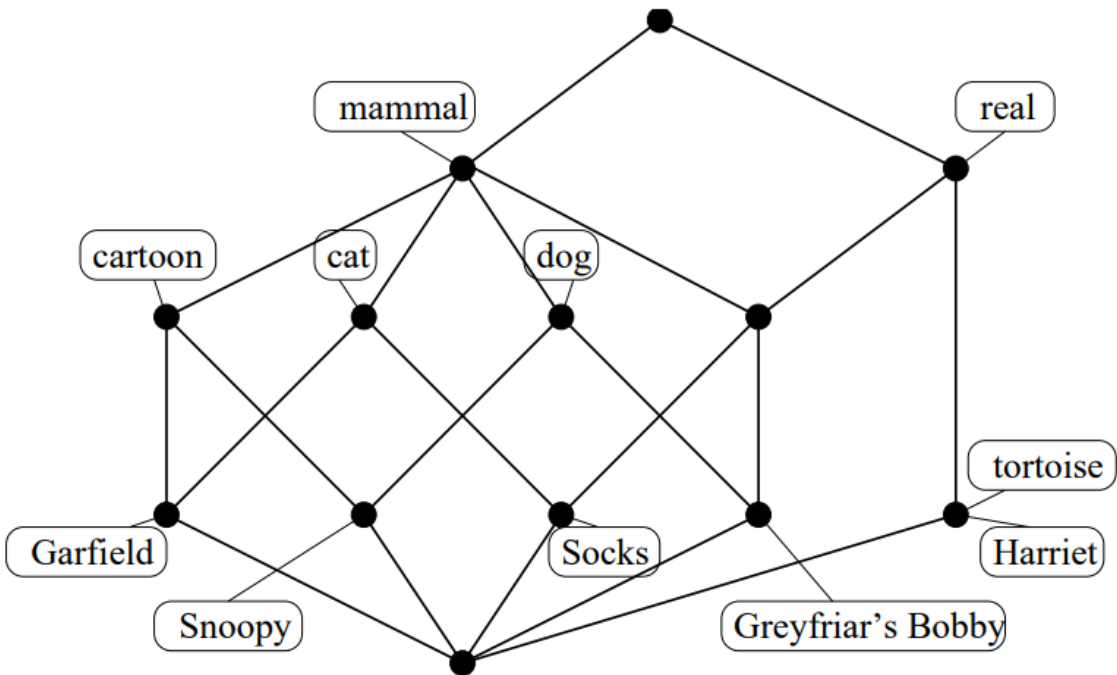 mammal
real
cartoon
cat
dog
tortoise
Garfield
Socks
Harriet
Snoopy
Greyfriar's Bobby